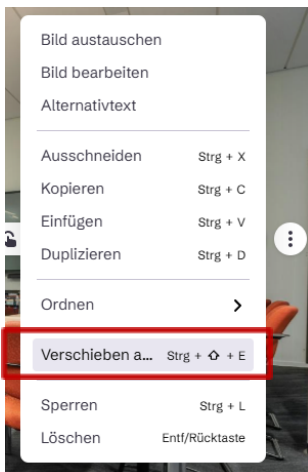 Bild austauschen
Bild bearbeiten
Alternativtext
Ausschneiden Strg + X
Kopieren Strg + C
Einfügen Strg + V
Duplizieren Strg + D
Ordnen
Verschieben a... Strg + ⇧ + E
Sperren Strg + L
Löschen Entf/Rücktaste